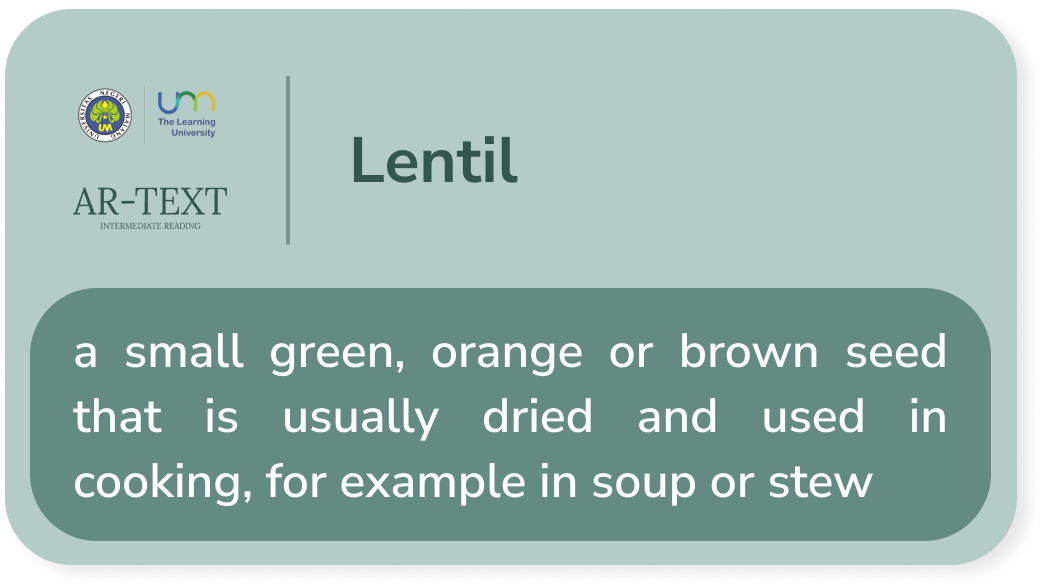 UNIVERSITAS NEGERI MALANG
UM
um
The Learning
University
AR-TEXT
INTERMEDIATE READING
Lentil
a small green, orange or brown seed
that is usually dried and used in
cooking, for example in soup or stew